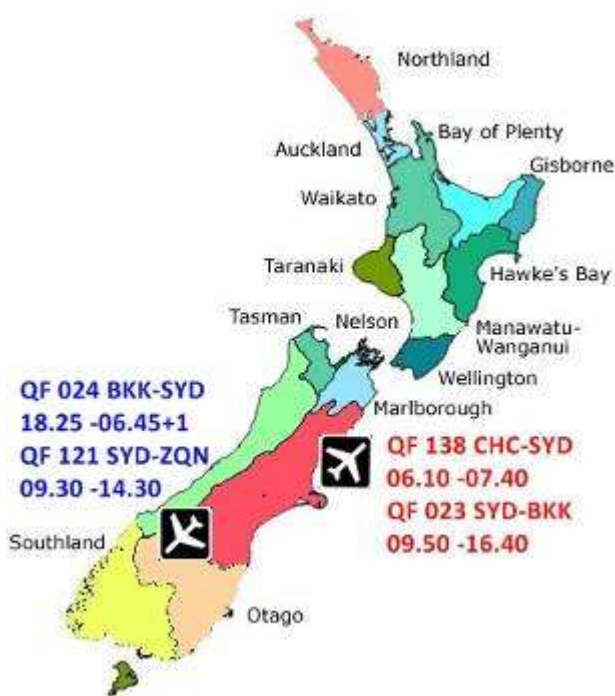 Northland
Bay of Plenty
Auckland
Gisborne
Waikato
Taranaki
Hawke's Bay
Tasman
Nelson
Manawatu-
Wanganui
Wellington
Marlborough
QF 024 BKK-SYD
18.25 -06.45+1
QF 121 SYD-ZQN
09.30 -14.30
QF 138 CHC-SYD
06.10 -07.40
QF 023 SYD-BKK
09.50 -16.40
Southland
Otago